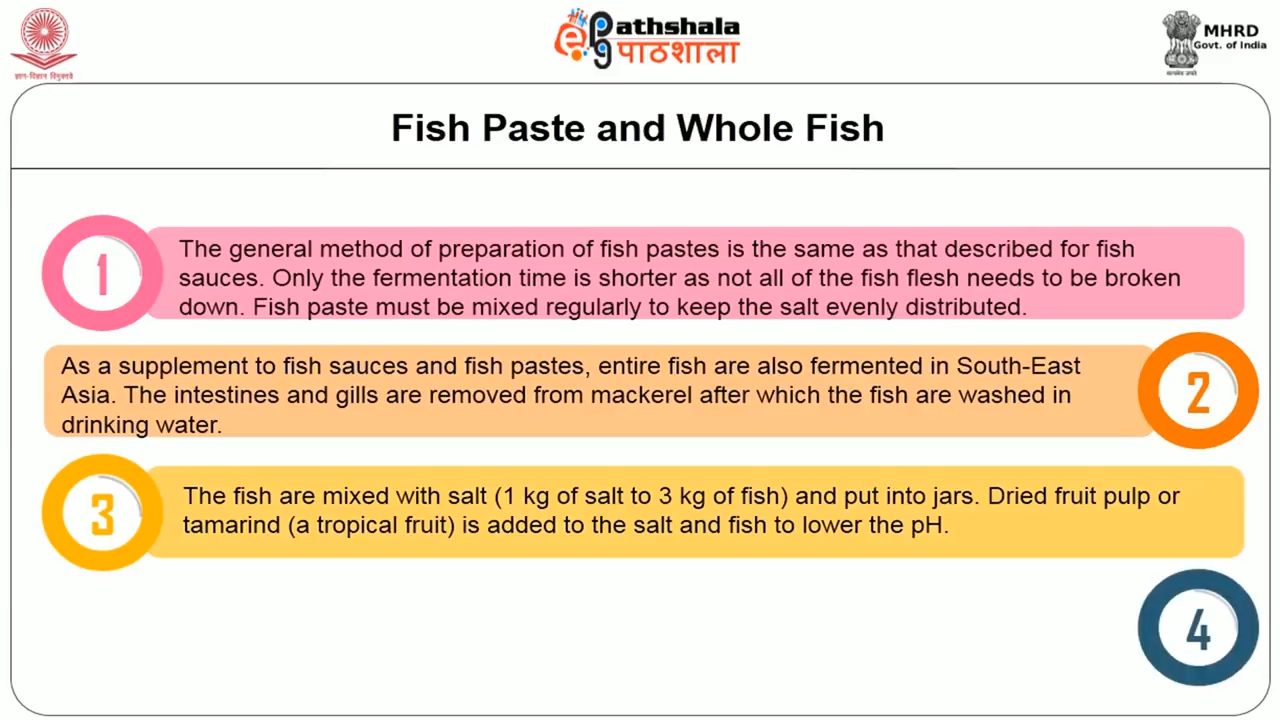 ज्ञान-विज्ञान विमुक्तये
ePathshala
पाठशाला
MHRD
Govt. of India
सत्यमेव जयते
Fish Paste and Whole Fish
1
The general method of preparation of fish pastes is the same as that described for fish
sauces. Only the fermentation time is shorter as not all of the fish flesh needs to be broken
down. Fish paste must be mixed regularly to keep the salt evenly distributed.
As a supplement to fish sauces and fish pastes, entire fish are also fermented in South-East
Asia. The intestines and gills are removed from mackerel after which the fish are washed in
drinking water.
2
3
The fish are mixed with salt (1 kg of salt to 3 kg of fish) and put into jars. Dried fruit pulp or
tamarind (a tropical fruit) is added to the salt and fish to lower the pH.
4